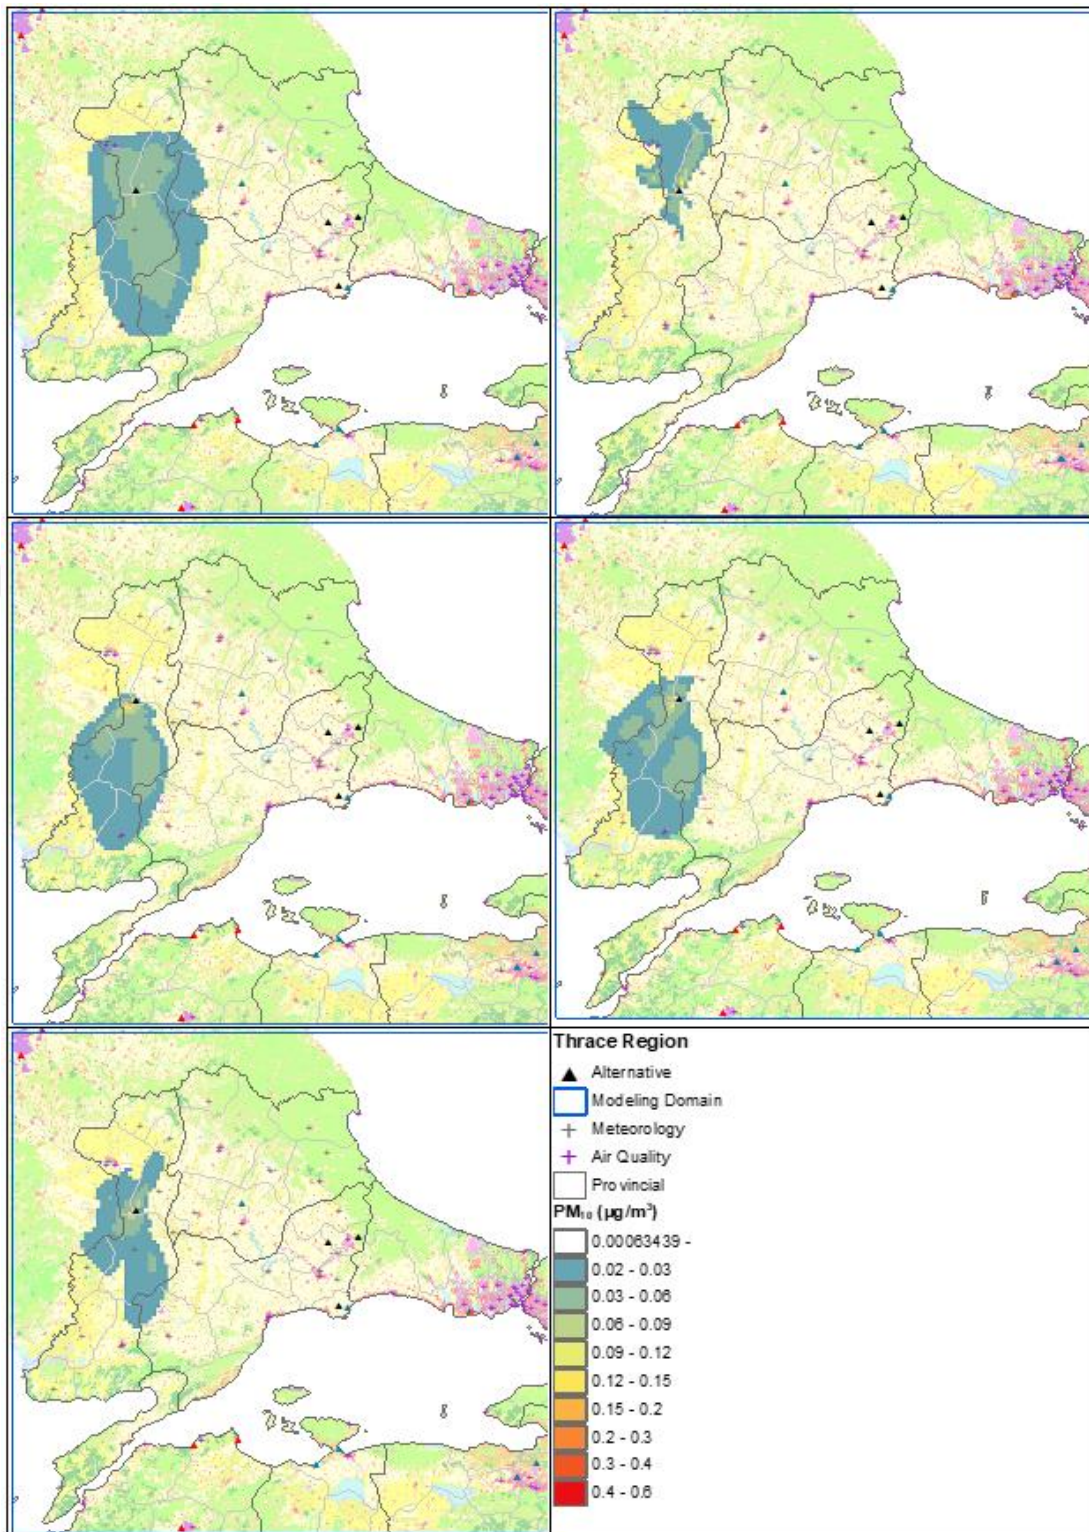 Thrace Region
Alternative
Modeling Domain
Meteorology
Air Quality
Provincial
PM₁₀ (µg/m³)
0.00063439 -
0.02 - 0.03
0.03 - 0.06
0.06 - 0.09
0.09 - 0.12
0.12 - 0.15
0.15 - 0.2
0.2 - 0.3
0.3 - 0.4
0.4 - 0.6